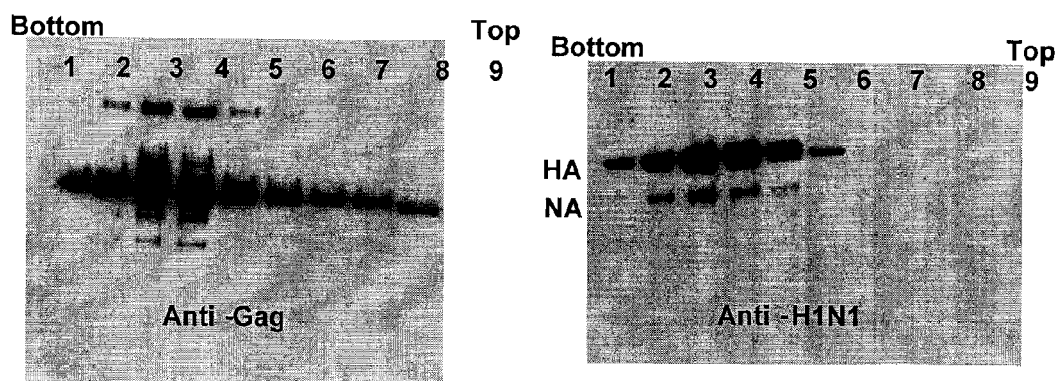 Bottom Top
1 2 3 4 5 6 7 8 9
Anti -Gag
Bottom Top
1 2 3 4 5 6 7 8 9
HA
NA
Anti -H1N1